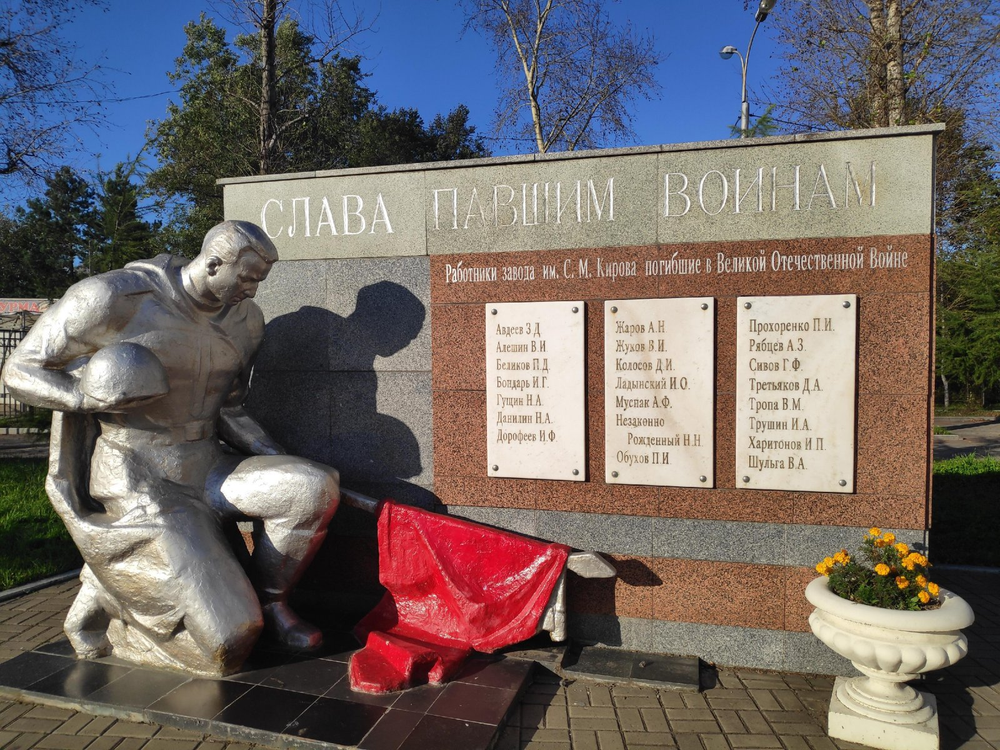 СЛАВА ПАВШИМ ВОИНАМ
Работники завода им. С. М. Кирова погибшие в Великой Отечественной Войне
Авдеев З.Д.
Алешин В.И.
Беликов П.Д.
Бондарь И.Г.
Гущин Н.А.
Данилин Н.А.
Дорофеев И.Ф.
Жаров А.Н.
Жуков В.И.
Колосов Д.И.
Ладынский И.О.
Муспак А.Ф.
Незаконно
Рожденный Н.Н.
Обухов П.И.
Прохоренко П.И.
Рябцев А.З.
Сивов Г.Ф.
Третьяков Д.А.
Тропа В.М.
Трушин И.А.
Харитонов И.П.
Шульга В.А.